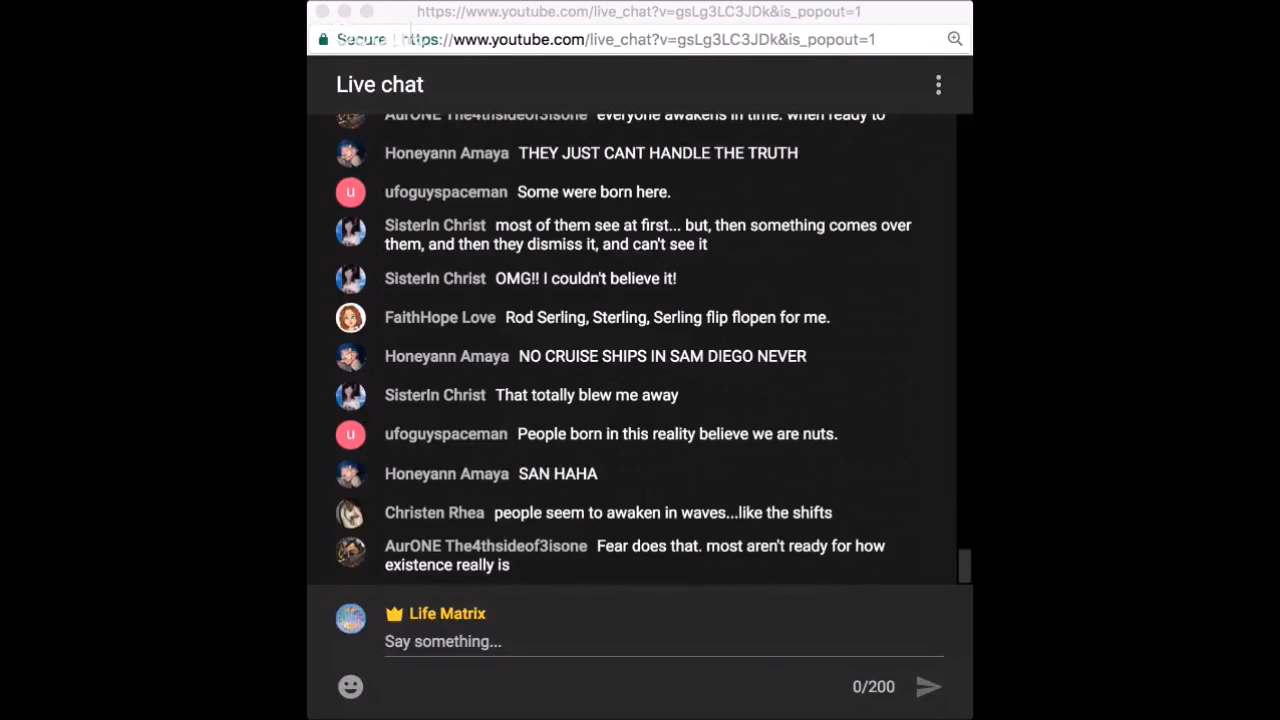 https://www.youtube.com/live_chat?v=gsLg3LC3JDk&is_popout=1
Secure https://www.youtube.com/live_chat?v=gsLg3LC3JDk&is_popout=1
Live chat
AurONE The4thsideof3isone everyone awakens in time. when ready to
Honeyann Amaya THEY JUST CANT HANDLE THE TRUTH
u ufoguyspaceman Some were born here.
SisterIn Christ most of them see at first... but, then something comes over
them, and then they dismiss it, and can't see it
SisterIn Christ OMG!! I couldn't believe it!
FaithHope Love Rod Serling, Sterling, Serling flip flopen for me.
Honeyann Amaya NO CRUISE SHIPS IN SAM DIEGO NEVER
SisterIn Christ That totally blew me away
u ufoguyspaceman People born in this reality believe we are nuts.
Honeyann Amaya SAN HAHA
Christen Rhea people seem to awaken in waves...like the shifts
AurONE The4thsideof3isone Fear does that. most aren't ready for how
existence really is
Life Matrix
Say something...
0/200